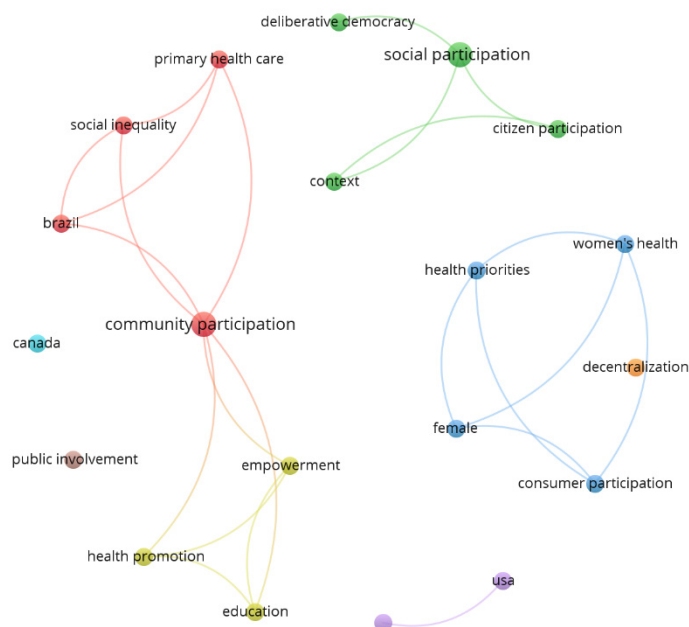 deliberative democracy
social participation
primary health care
social inequality
citizen participation
context
brazil
women's health
health priorities
community participation
canada
decentralization
female
public involvement
empowerment
consumer participation
health promotion
usa
education